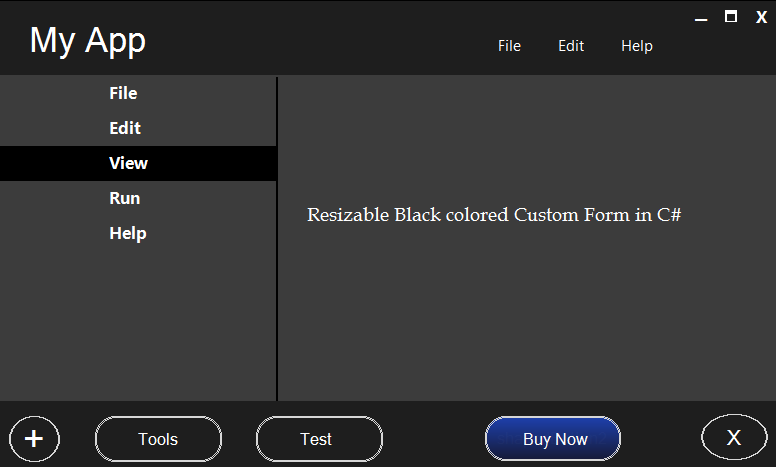 My App
File Edit Help
X
File
Edit
View
Run
Help
Resizable Black colored Custom Form in C#
+ Tools Test Buy Now X